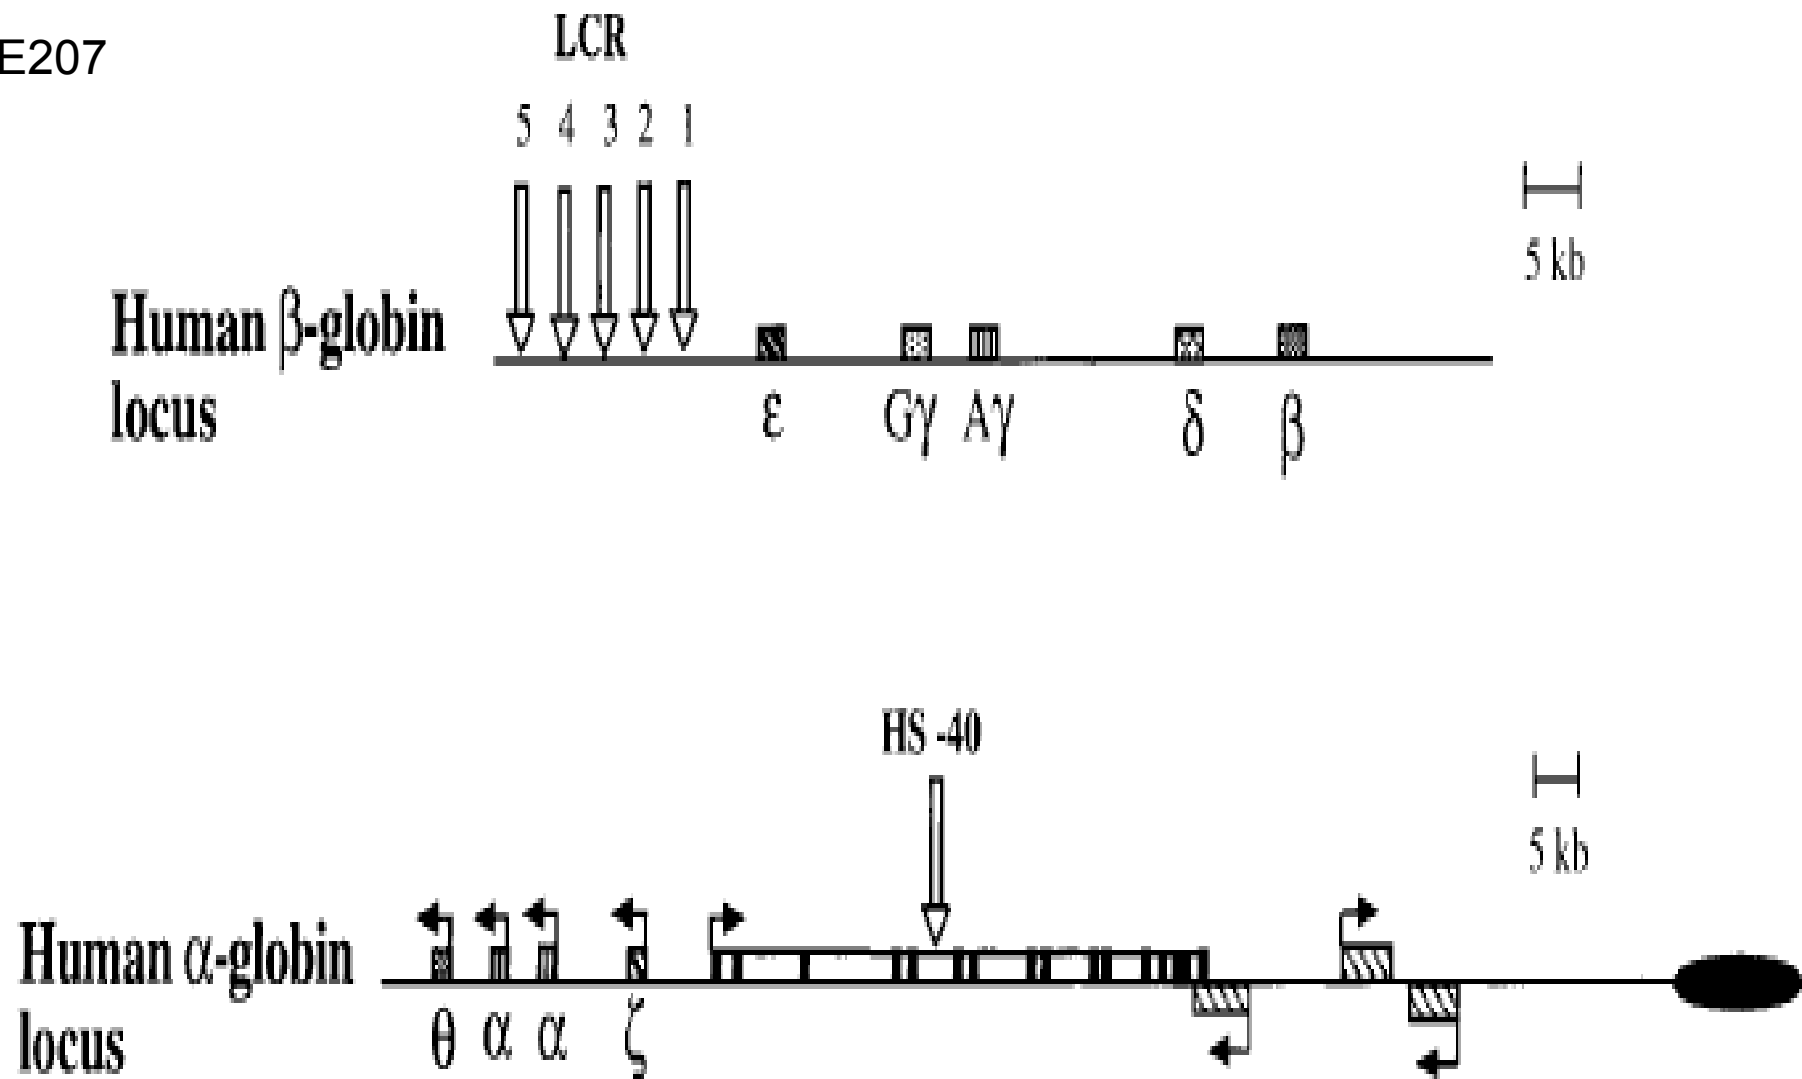 E207
LCR
5 4 3 2 1
5 kb
Human β-globin
locus
ε Gγ Aγ δ β
HS -40
5 kb
Human α-globin
locus
θ α α ζ